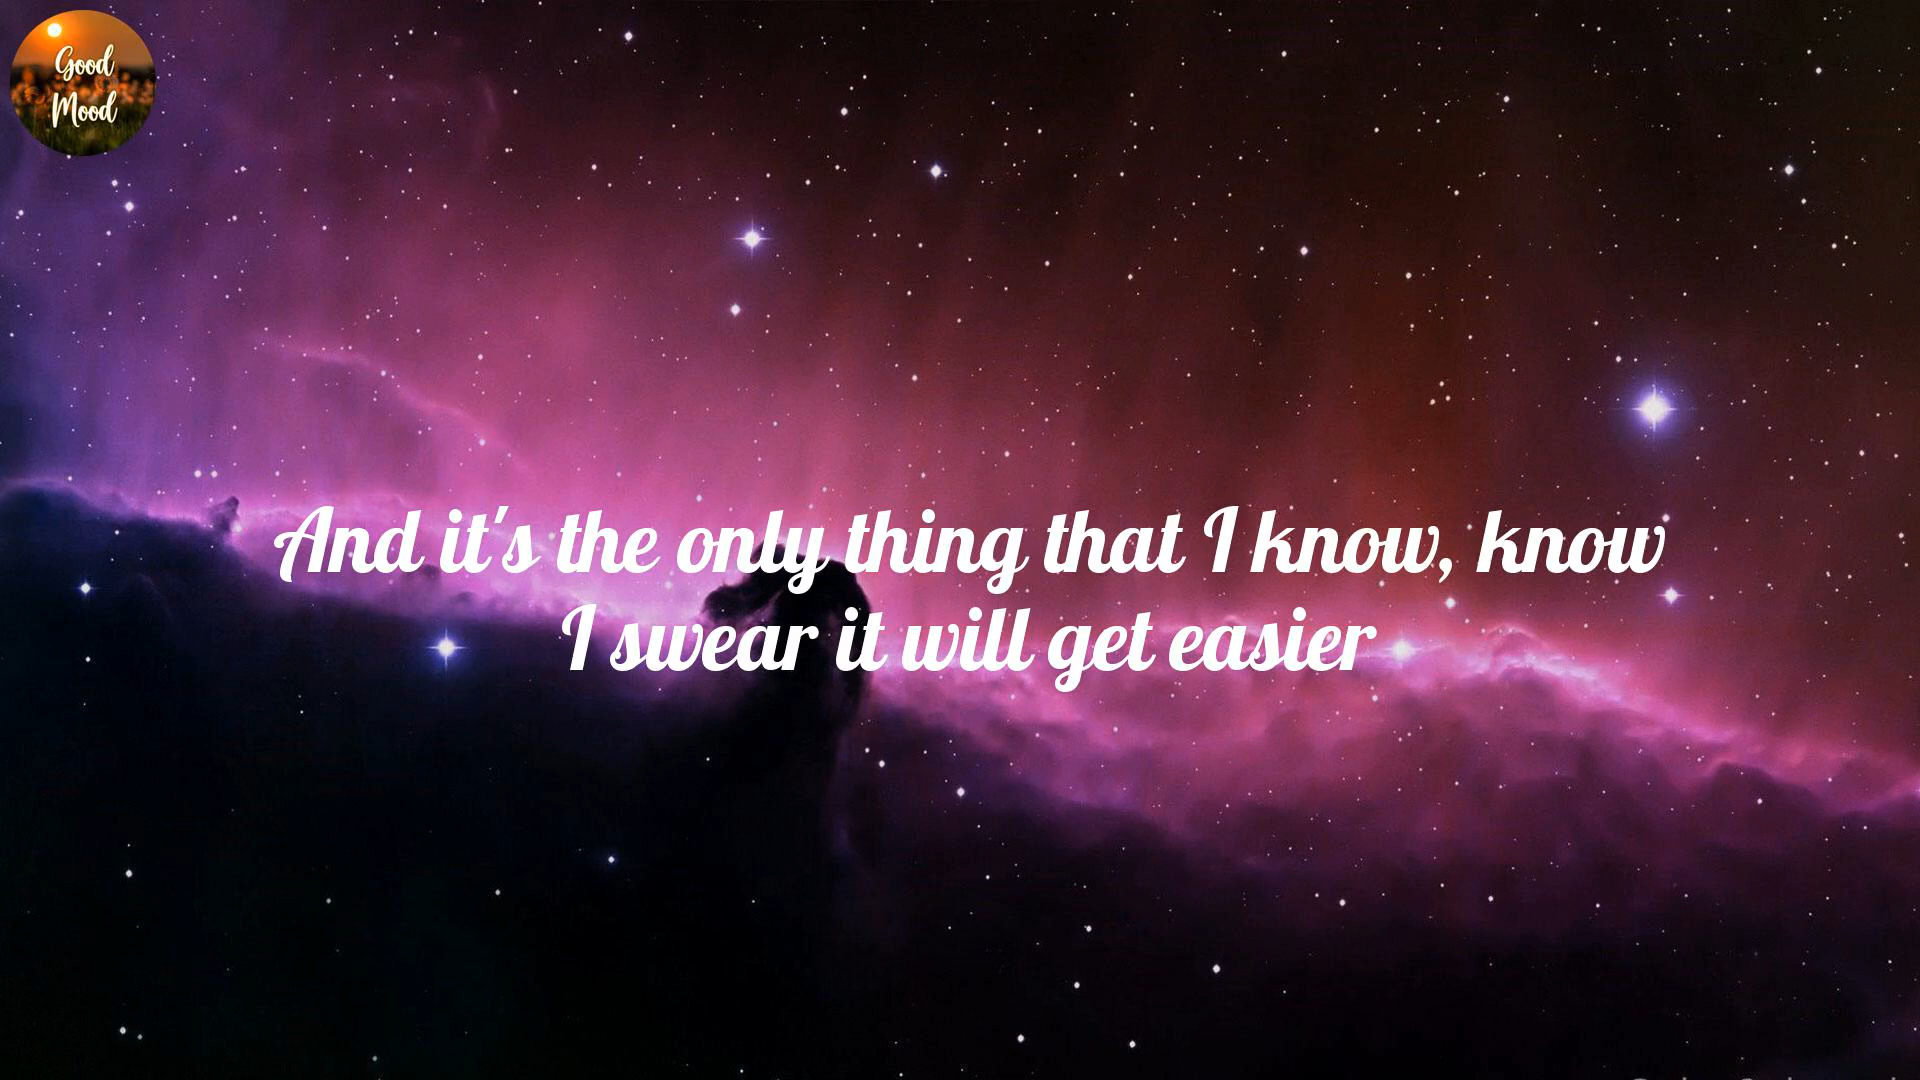 Good
Mood
And it's the only thing that I know, know
I swear it will get easier